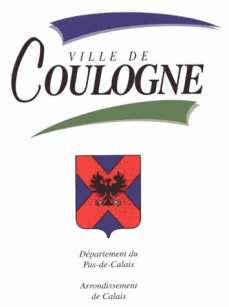 VILLE DE
COULOGNE
Département du
Pas-de-Calais
Arrondissement
de Calais